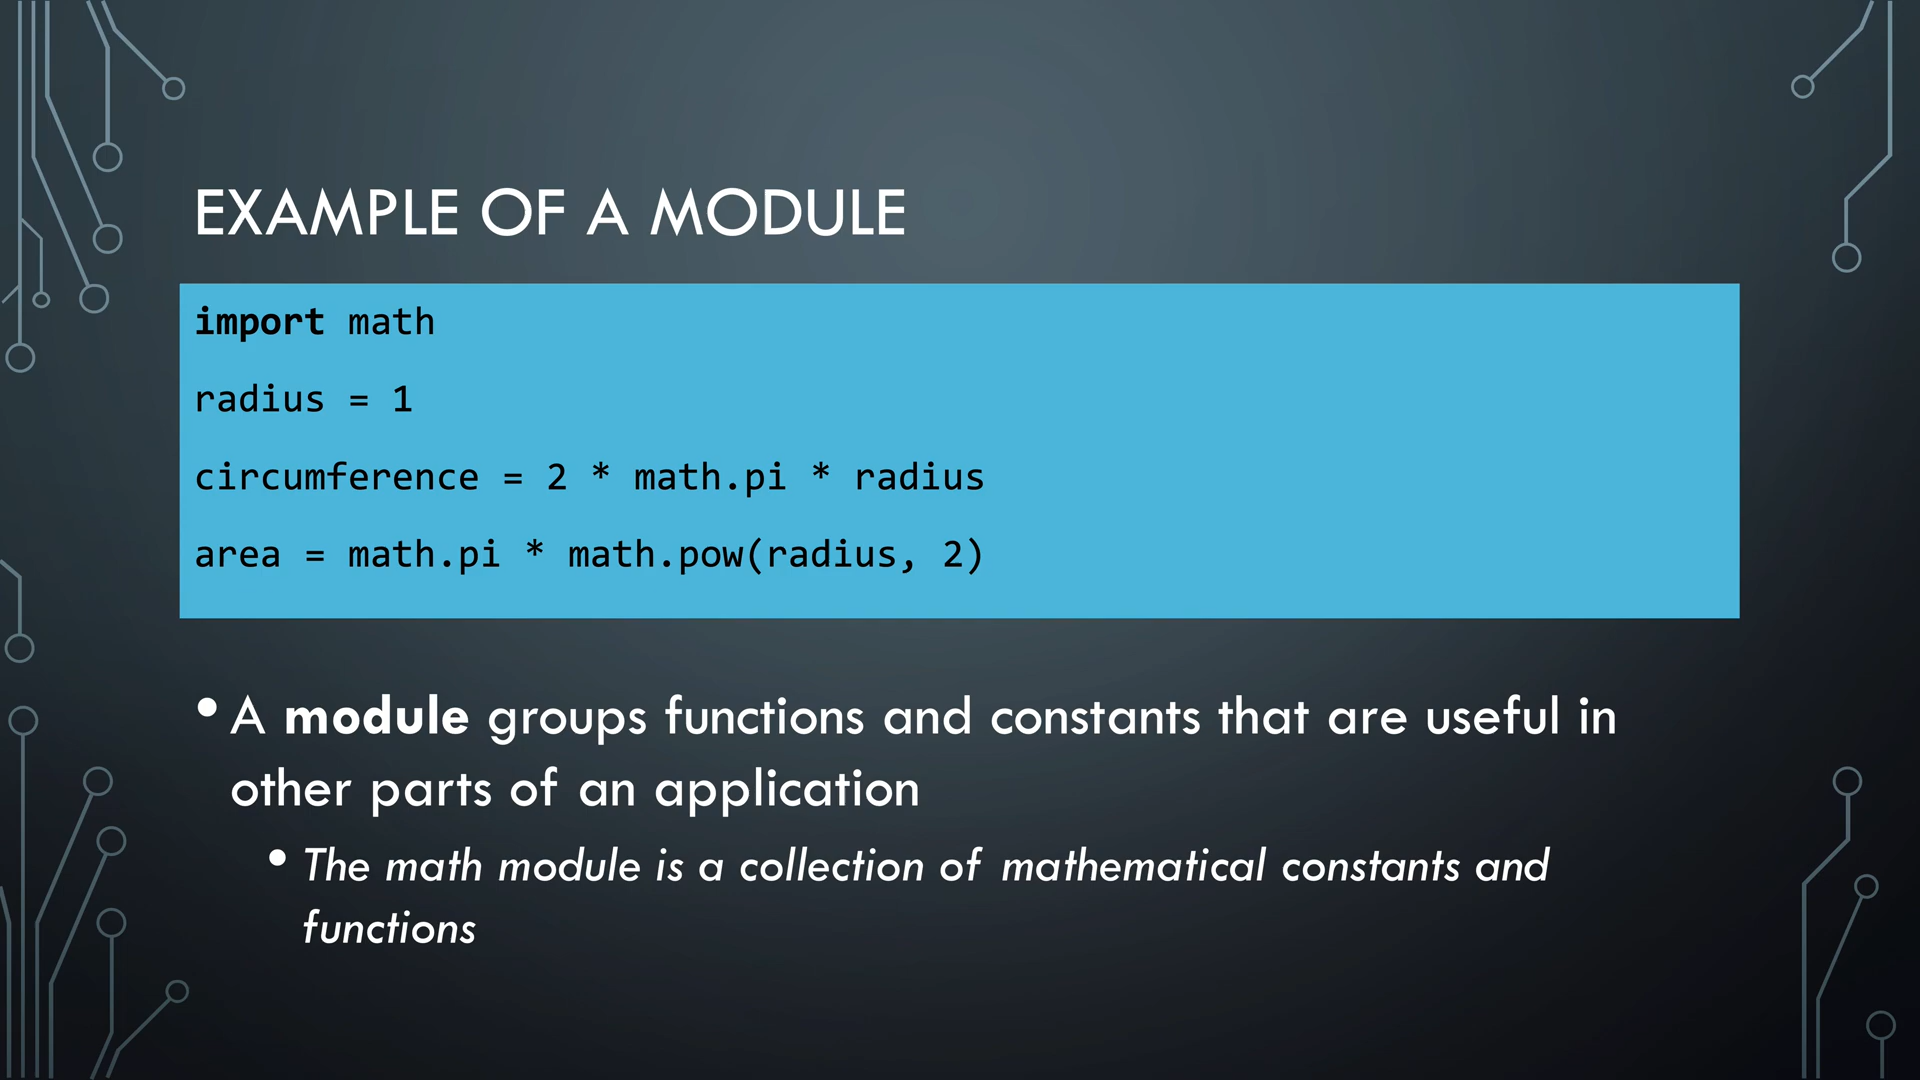 EXAMPLE OF A MODULE
import math
radius = 1
circumference = 2 * math.pi * radius
area = math.pi * math.pow(radius, 2)
• A module groups functions and constants that are useful in
other parts of an application
• The math module is a collection of mathematical constants and
functions